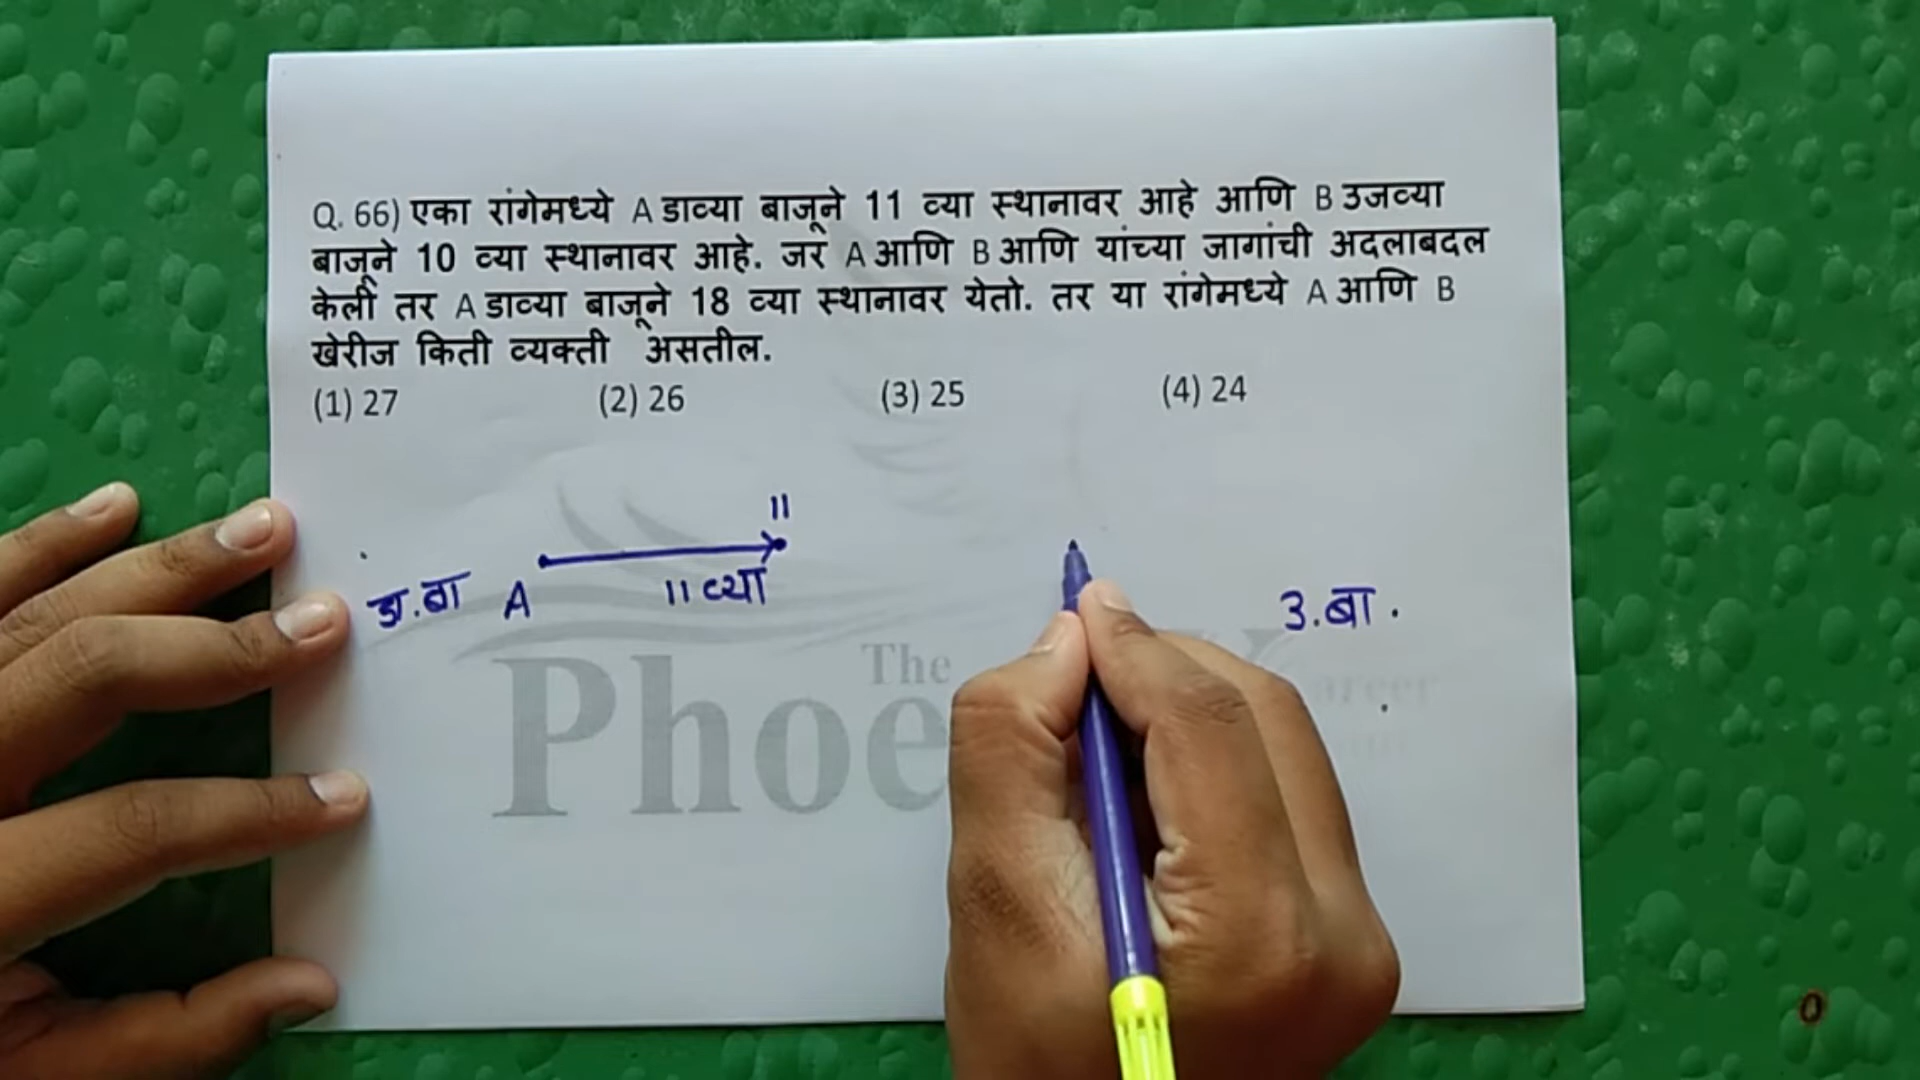 Q. 66) एका रांगेमध्ये A डाव्या बाजूने 11 व्या स्थानावर आहे आणि B उजव्या
बाजूने 10 व्या स्थानावर आहे. जर A आणि B आणि यांच्या जागांची अदलाबदल
केली तर A डाव्या बाजूने 18 व्या स्थानावर येतो. तर या रांगेमध्ये A आणि B
खेरीज किती व्यक्ती असतील.
(1) 27 (2) 26 (3) 25 (4) 24
11
डा.बा A 11 व्या उ.बा.
The
Phoe